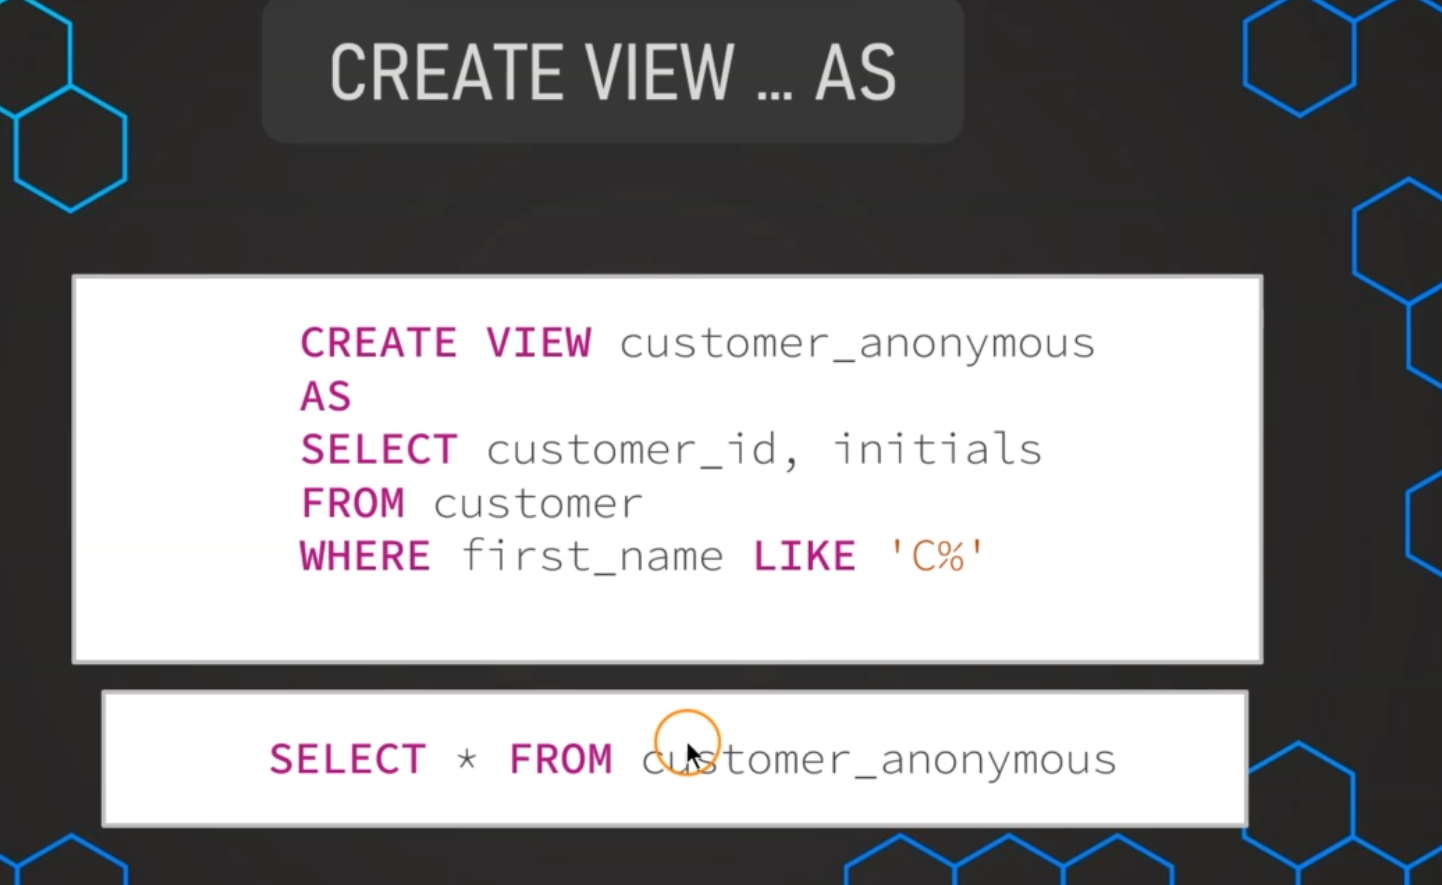 CREATE VIEW ... AS
CREATE VIEW customer_anonymous
AS
SELECT customer_id, initials
FROM customer
WHERE first_name LIKE 'C%'
SELECT * FROM customer_anonymous